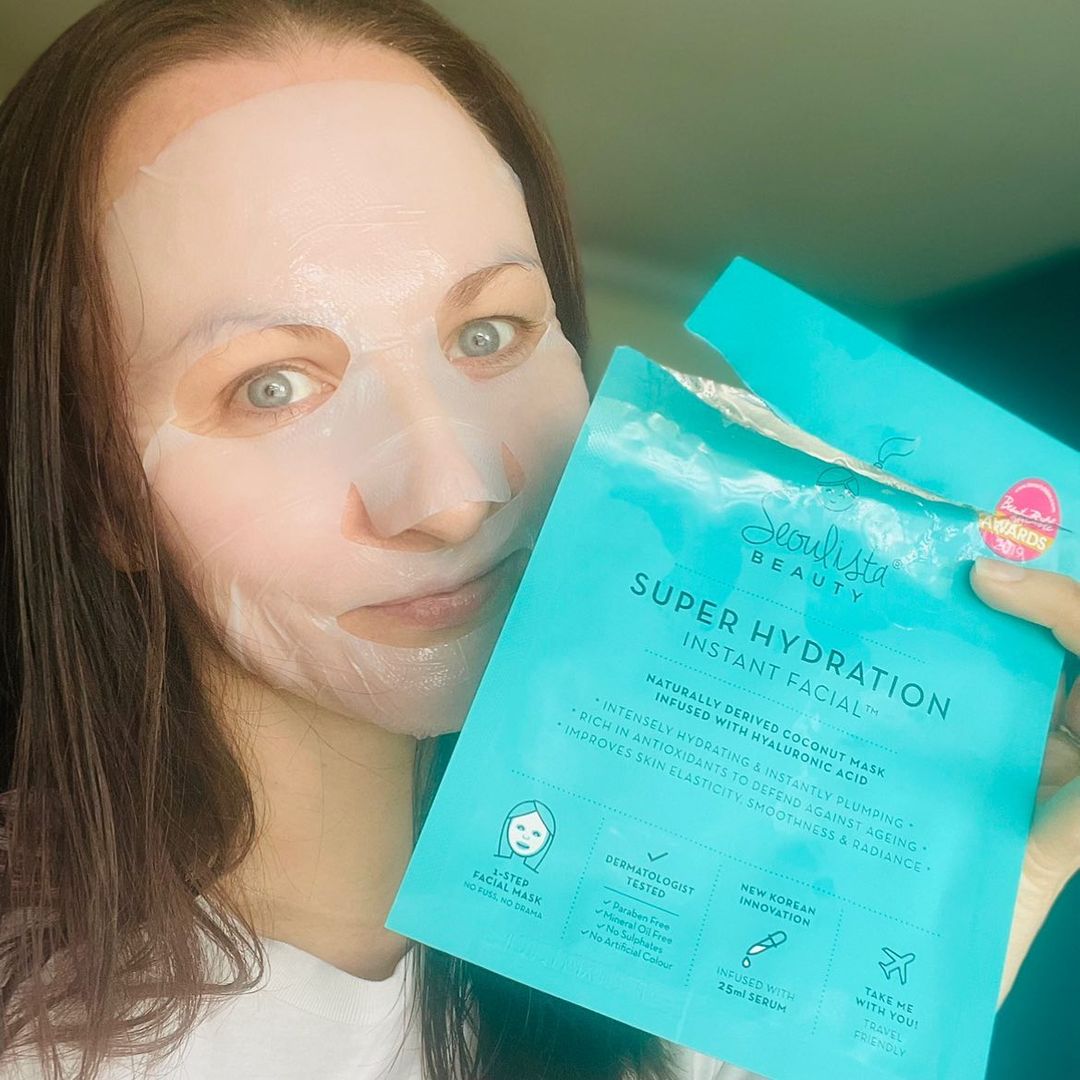 Seoulista®
BEAUTY
AWARDS
2019
SUPER HYDRATION
INSTANT FACIAL™
NATURALLY DERIVED COCONUT MASK
INFUSED WITH HYALURONIC ACID
• INTENSELY HYDRATING & INSTANTLY PLUMPING •
• RICH IN ANTIOXIDANTS TO DEFEND AGAINST AGEING •
• IMPROVES SKIN ELASTICITY, SMOOTHNESS & RADIANCE •
1-STEP
FACIAL MASK
NO FUSS, NO DRAMA
DERMATOLOGIST
TESTED
✓ Paraben Free
✓ Mineral Oil Free
✓ No Sulphates
✓ No Artificial Colour
NEW KOREAN
INNOVATION
INFUSED WITH
25ml SERUM
TAKE ME
WITH YOU!
TRAVEL
FRIENDLY